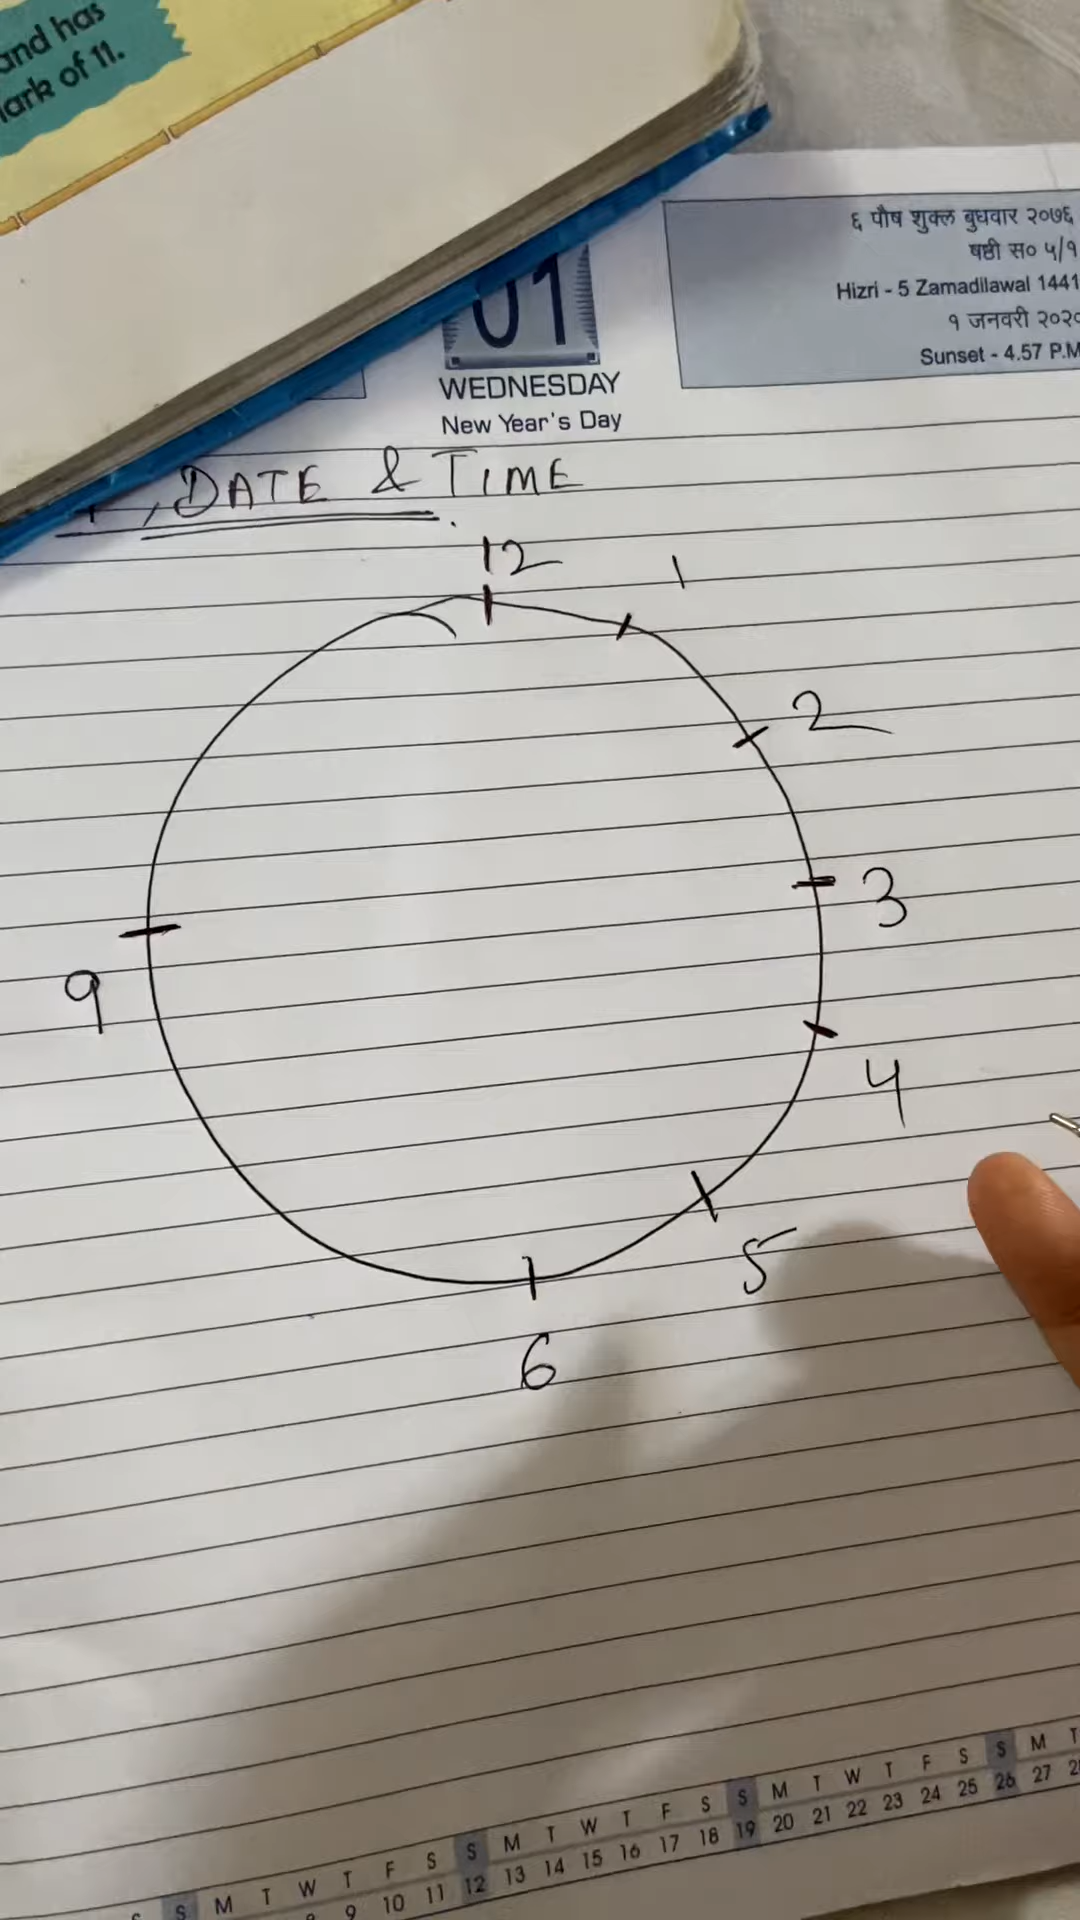 and has
ark of 11.
01
WEDNESDAY
New Year's Day
६ पौष शुक्ल बुधवार २०७६
षष्ठी स० ५/१
Hizri - 5 Zamadilawal 1441
१ जनवरी २०२०
Sunset - 4.57 P.M
, DATE & TIME
12
1
2
3
9
4
5
6
S M T W T F S S M T W T F S S M T W T F S S M T
9 10 11 12 13 14 15 16 17 18 19 20 21 22 23 24 25 26 27